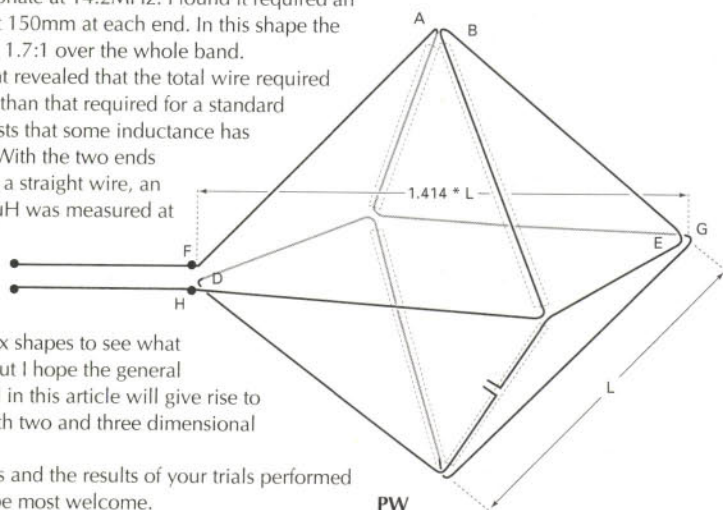 onate at 14.2MHz. I found it required an
150mm at each end. In this shape the
1.7:1 over the whole band.
revealed that the total wire required
than that required for a standard
sts that some inductance has
With the two ends
a straight wire, an
H was measured at
x shapes to see what
ut I hope the general
in this article will give rise to
th two and three dimensional
s and the results of your trials performed
be most welcome.
PW
A
B
1.414 * L
F
D
H
E
G
L